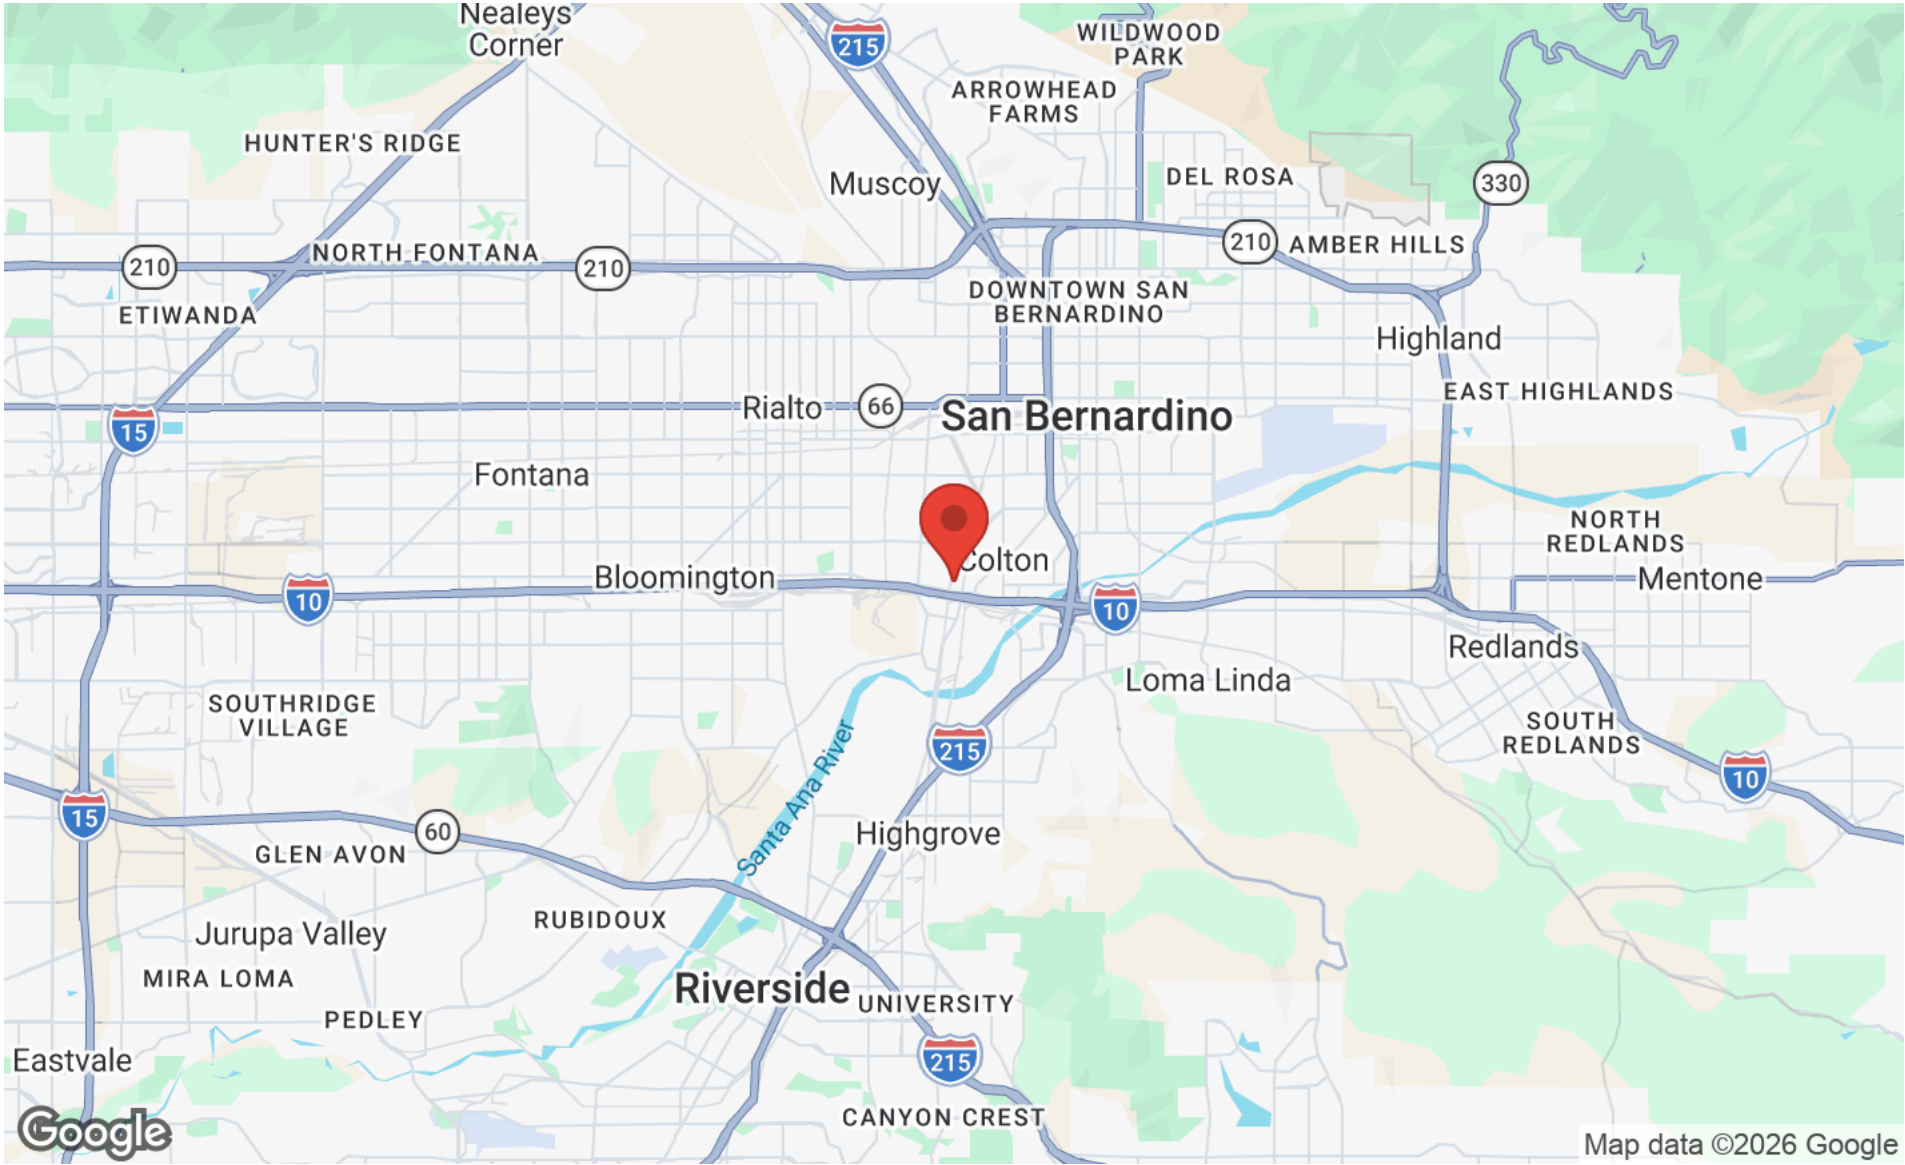 Nealeys
Corner
215
WILDWOOD
PARK
ARROWHEAD
FARMS
HUNTER'S RIDGE
Muscoy
DEL ROSA
330
210
NORTH FONTANA
210
210
AMBER HILLS
ETIWANDA
DOWNTOWN SAN
BERNARDINO
Highland
EAST HIGHLANDS
15
Rialto
66
San Bernardino
Fontana
NORTH
REDLANDS
Colton
Bloomington
Mentone
10
10
Redlands
Loma Linda
SOUTHRIDGE
VILLAGE
SOUTH
REDLANDS
215
10
Santa Ana River
15
60
Highgrove
GLEN AVON
RUBIDOUX
Jurupa Valley
MIRA LOMA
Riverside
UNIVERSITY
PEDLEY
Eastvale
215
CANYON CREST
Google
Map data ©2026 Google